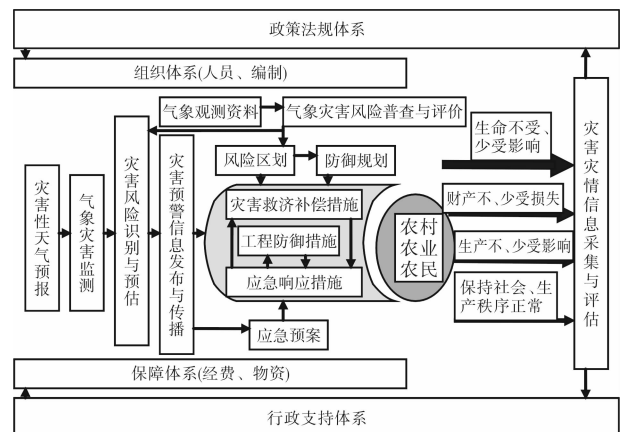 政策法规体系
组织体系(人员、编制)
气象观测资料
气象灾害风险普查与评价
风险区划
防御规划
灾害性天气预报
气象灾害监测
灾害风险识别与预估
灾害预警信息发布与传播
灾害救济补偿措施
工程防御措施
应急响应措施
应急预案
农村
农业
农民
生命不受、
少受影响
财产不、少受损失
生产不、少受影响
保持社会、生
产秩序正常
灾害灾情信息采集与评估
保障体系(经费、物资)
行政支持体系